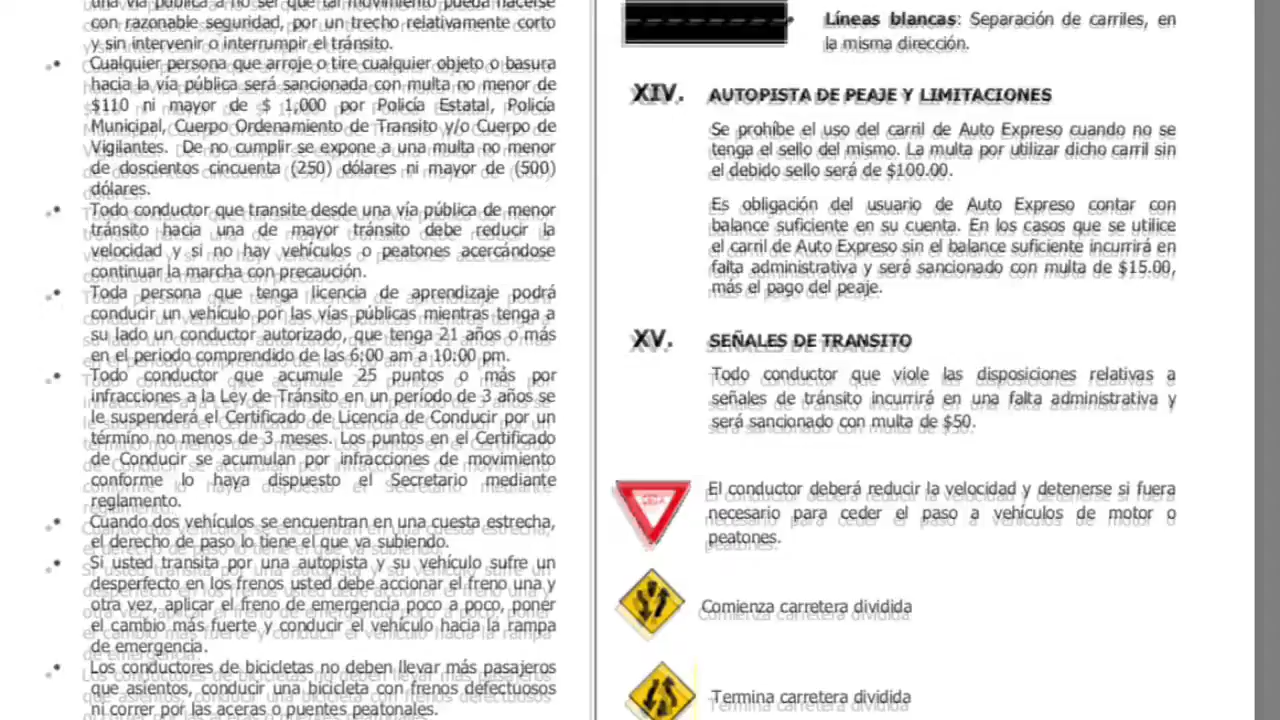 una vía pública a no ser que tal movimiento pueda hacerse
con razonable seguridad, por un trecho relativamente corto
y sin intervenir o interrumpir el tránsito.
• Cualquier persona que arroje o tire cualquier objeto o basura
hacia la vía pública será sancionada con multa no menor de
$110 ni mayor de $ 1,000 por Policía Estatal, Policía
Municipal, Cuerpo Ordenamiento de Transito y/o Cuerpo de
Vigilantes. De no cumplir se expone a una multa no menor
de doscientos cincuenta (250) dólares ni mayor de (500)
dólares.
• Todo conductor que transite desde una vía pública de menor
tránsito hacia una de mayor tránsito debe reducir la
velocidad y si no hay vehículos o peatones acercándose
continuar la marcha con precaución.
• Toda persona que tenga licencia de aprendizaje podrá
conducir un vehículo por las vías públicas mientras tenga a
su lado un conductor autorizado, que tenga 21 años o más
en el periodo comprendido de las 6:00 am a 10:00 pm.
• Todo conductor que acumule 25 puntos o más por
infracciones a la Ley de Tránsito en un período de 3 años se
le suspenderá el Certificado de Licencia de Conducir por un
término no menos de 3 meses. Los puntos en el Certificado
de Conducir se acumulan por infracciones de movimiento
conforme lo haya dispuesto el Secretario mediante
reglamento.
• Cuando dos vehículos se encuentran en una cuesta estrecha,
el derecho de paso lo tiene el que va subiendo.
• Si usted transita por una autopista y su vehículo sufre un
desperfecto en los frenos usted debe accionar el freno una y
otra vez, aplicar el freno de emergencia poco a poco, poner
el cambio más fuerte y conducir el vehículo hacia la rampa
de emergencia.
• Los conductores de bicicletas no deben llevar más pasajeros
que asientos, conducir una bicicleta con frenos defectuosos
ni correr por las aceras o puentes peatonales.
Líneas blancas: Separación de carriles, en
la misma dirección.
XIV. AUTOPISTA DE PEAJE Y LIMITACIONES
Se prohíbe el uso del carril de Auto Expreso cuando no se
tenga el sello del mismo. La multa por utilizar dicho carril sin
el debido sello será de $100.00.
Es obligación del usuario de Auto Expreso contar con
balance suficiente en su cuenta. En los casos que se utilice
el carril de Auto Expreso sin el balance suficiente incurrirá en
falta administrativa y será sancionado con multa de $15.00,
más el pago del peaje.
XV. SEÑALES DE TRANSITO
Todo conductor que viole las disposiciones relativas a
señales de tránsito incurrirá en una falta administrativa y
será sancionado con multa de $50.
El conductor deberá reducir la velocidad y detenerse si fuera
necesario para ceder el paso a vehículos de motor o
peatones.
Comienza carretera dividida
Termina carretera dividida